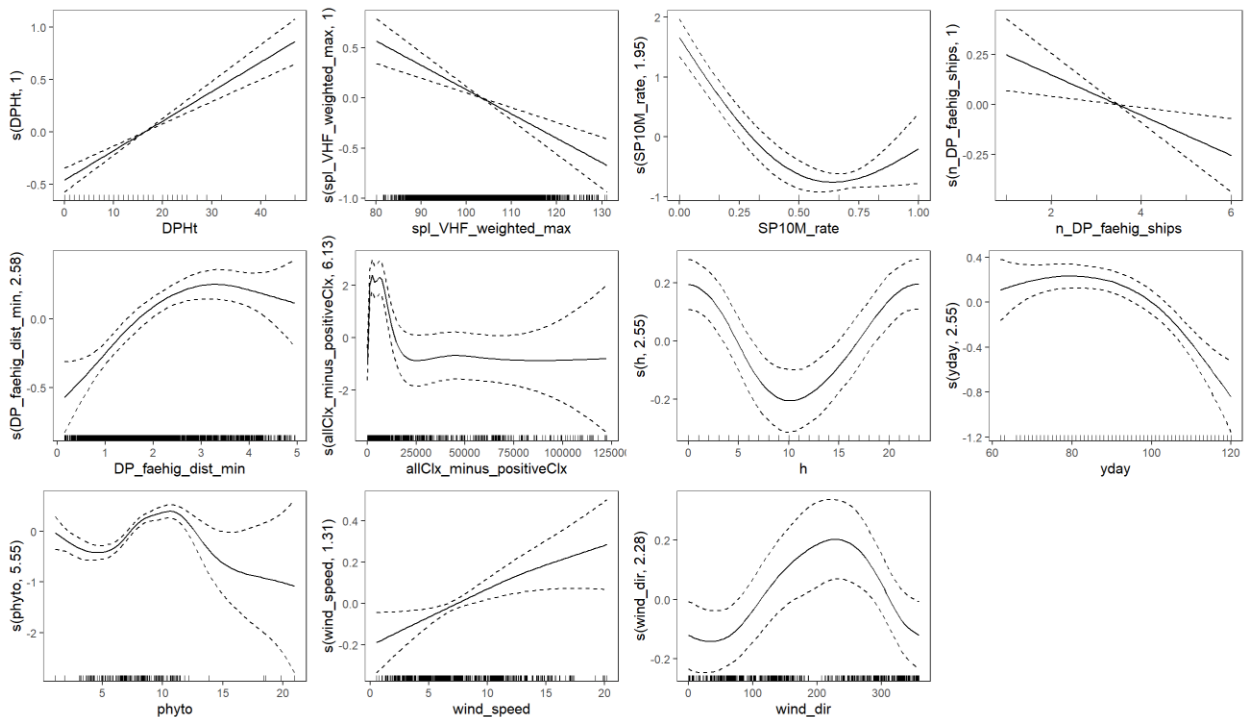 s(DPHt, 1)
1.0
0.5
0.0
-0.5
0 10 20 30 40
DPHt
s(spl_VHF_weighted_max, 1)
0.5
0.0
-0.5
-1.0
80 90 100 110 120 130
spl_VHF_weighted_max
s(SP10M_rate, 1.95)
2
1
0
-1
0.00 0.25 0.50 0.75 1.00
SP10M_rate
s(n_DP_faehig_ships, 1)
0.25
0.00
-0.25
2 4 6
n_DP_faehig_ships
s(DP_faehig_dist_min, 2.58)
0.0
-0.5
0 1 2 3 4 5
DP_faehig_dist_min
s(allClx_minus_positiveClx, 6.13)
2
0
-2
0 25000 50000 75000 100000 125000
allClx_minus_positiveClx
s(h, 2.55)
0.2
0.0
-0.2
0 5 10 15 20
h
s(yday, 2.55)
0.4
0.0
-0.4
-0.8
-1.2
60 80 100 120
yday
s(phyto, 5.55)
0
-1
-2
5 10 15 20
phyto
s(wind_speed, 1.31)
0.4
0.2
0.0
-0.2
0 5 10 15 20
wind_speed
s(wind_dir, 2.28)
0.2
0.0
-0.2
0 100 200 300
wind_dir